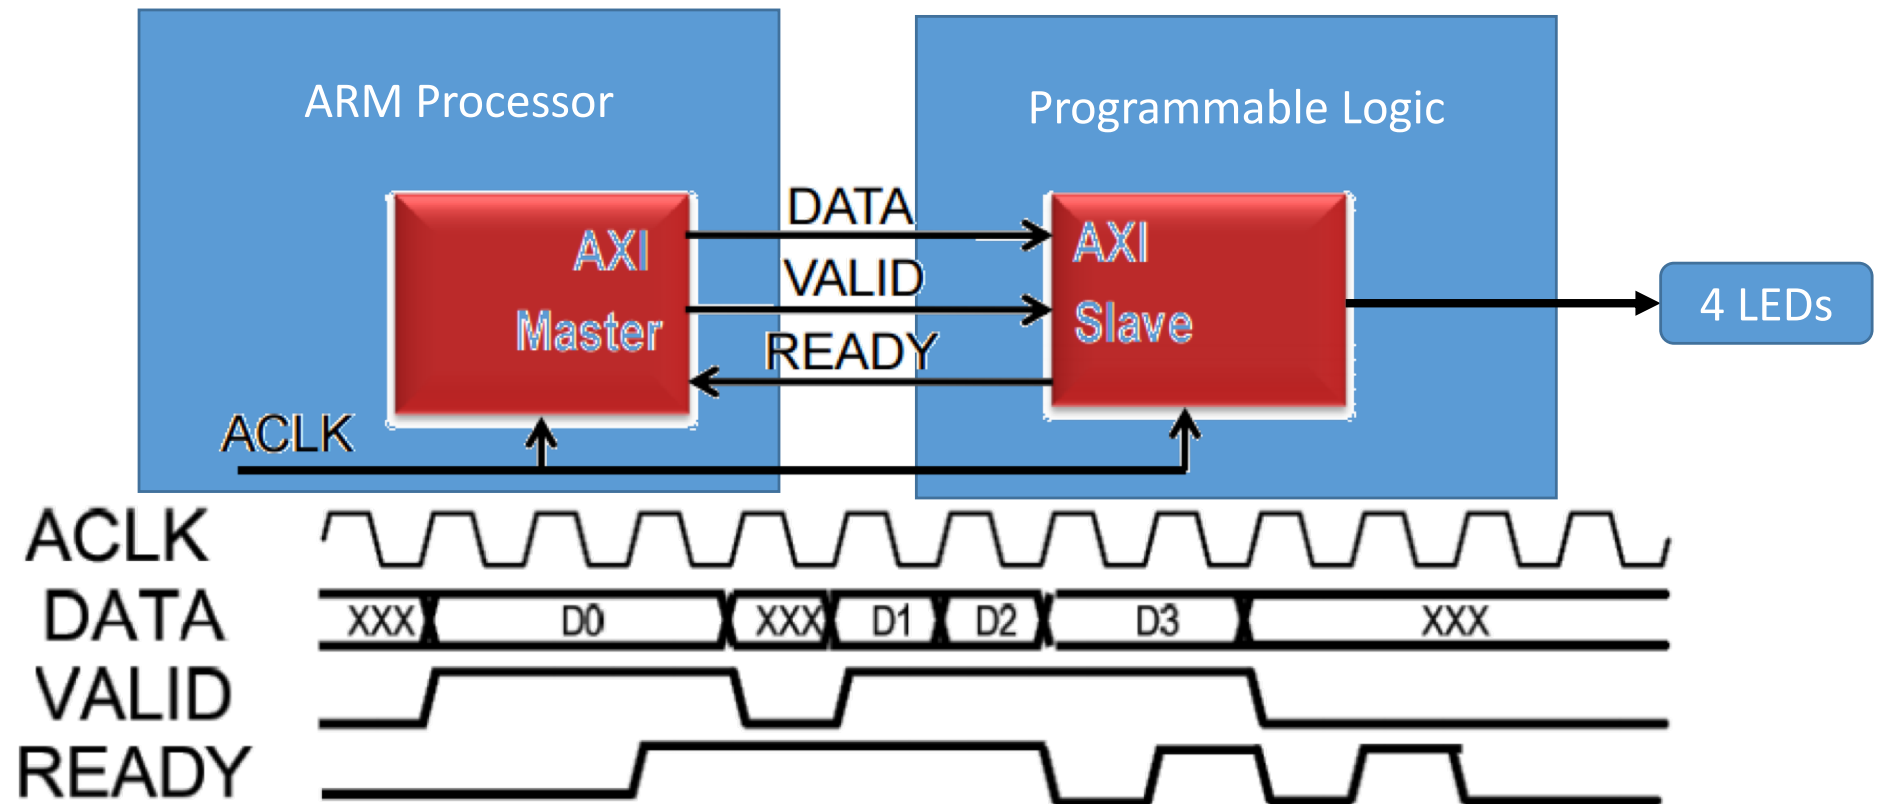 ARM Processor
Programmable Logic
AXI
Master
DATA
VALID
READY
AXI
Slave
4 LEDs
ACLK
ACLK
DATA
XXX D0 XXX D1 D2 D3 XXX
VALID
READY